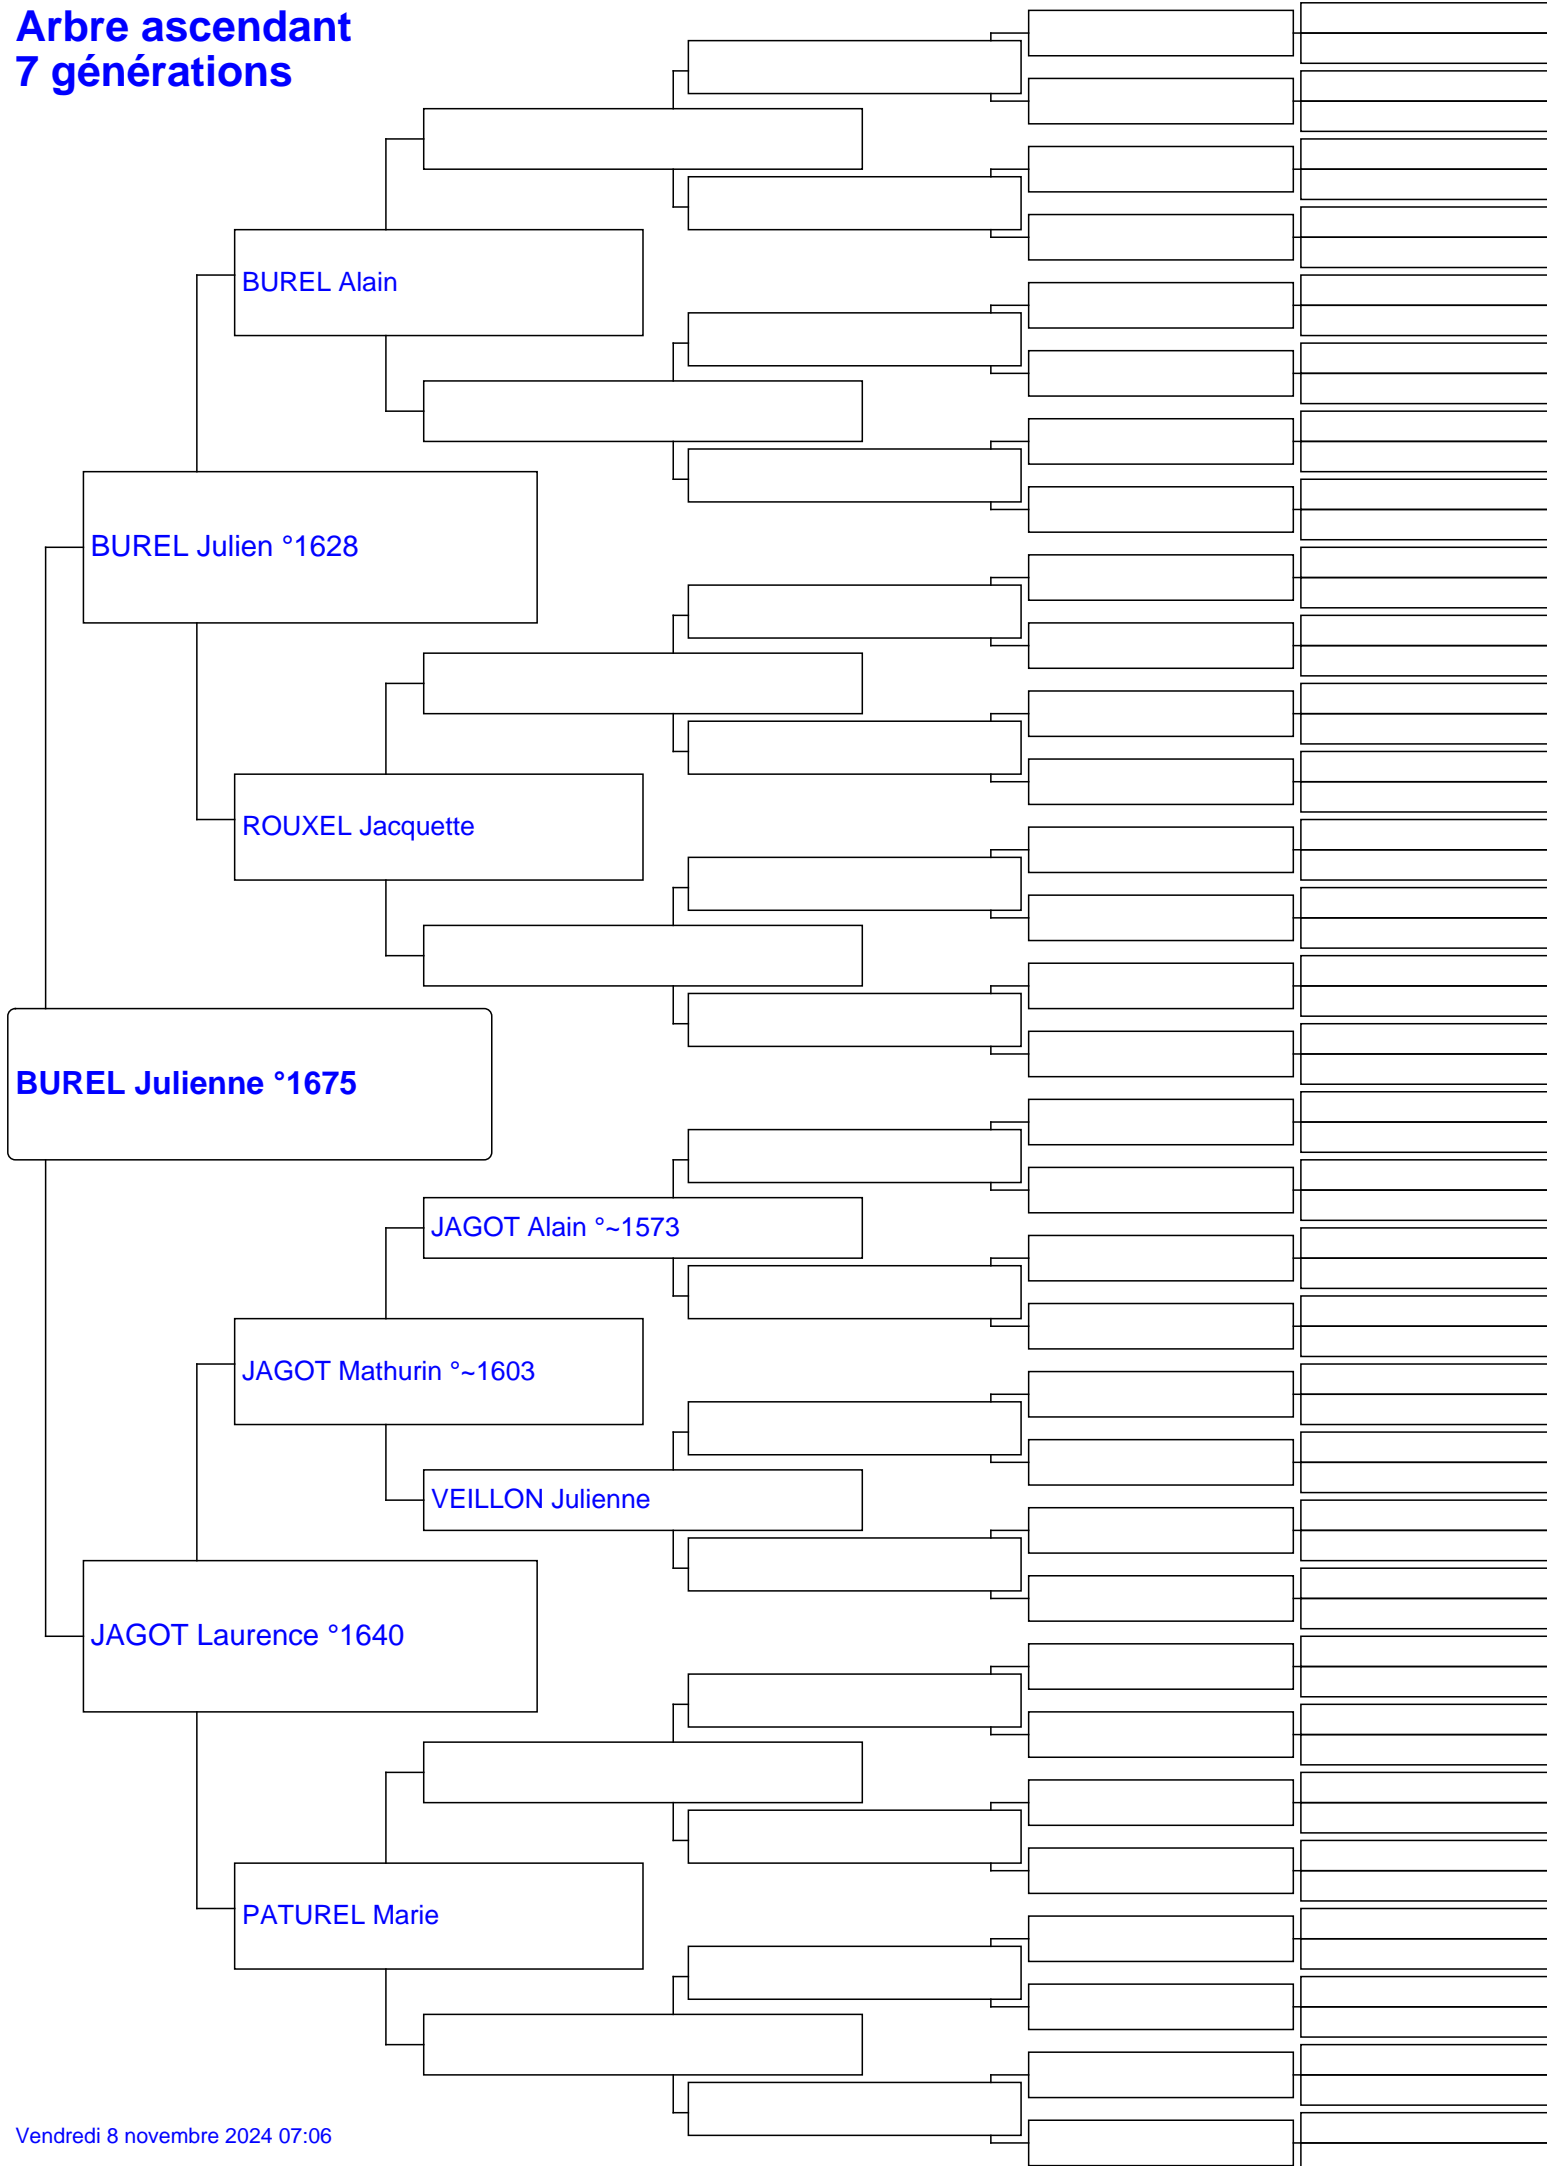 Arbre ascendant
7 générations
BUREL Alain
BUREL Julien °1628
ROUXEL Jacquette
BUREL Julienne °1675
JAGOT Alain °~1573
JAGOT Mathurin °~1603
VEILLON Julienne
JAGOT Laurence °1640
PATUREL Marie
Vendredi 8 novembre 2024 07:06